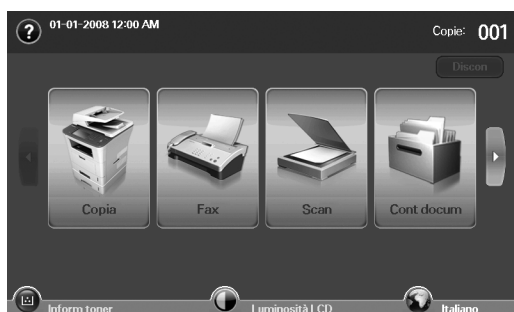 ?
01-01-2008 12:00 AM
Copie: 001
Discon
Copia
Fax
Scan
Cont docum
Inform toner
Luminosità LCD
Italiano